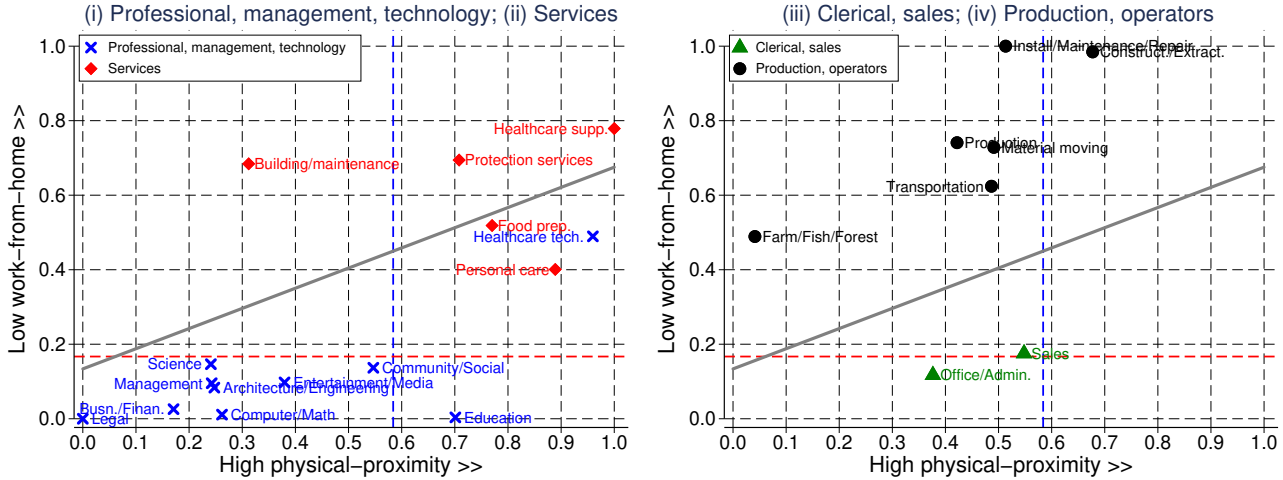 (i) Professional, management, technology; (ii) Services
Low work−from−home >>
1.0
0.8
0.6
0.4
0.2
0.0
Professional, management, technology
Services
Healthcare supp.
Building/maintenance
Protection services
Food prep.
Healthcare tech.
Personal care
Science
Community/Social
Management
Entertainment/Media
Architecture/Engineering
Busn./Finan.
Legal
Computer/Math
Education
0.0 0.1 0.2 0.3 0.4 0.5 0.6 0.7 0.8 0.9 1.0
High physical−proximity >>
(iii) Clerical, sales; (iv) Production, operators
Low work−from−home >>
1.0
0.8
0.6
0.4
0.2
0.0
Clerical, sales
Production, operators
Install/Maintenance/Repair
Construct./Extract.
Production
Material moving
Transportation
Farm/Fish/Forest
Sales
Office/Admin.
0.0 0.1 0.2 0.3 0.4 0.5 0.6 0.7 0.8 0.9 1.0
High physical−proximity >>